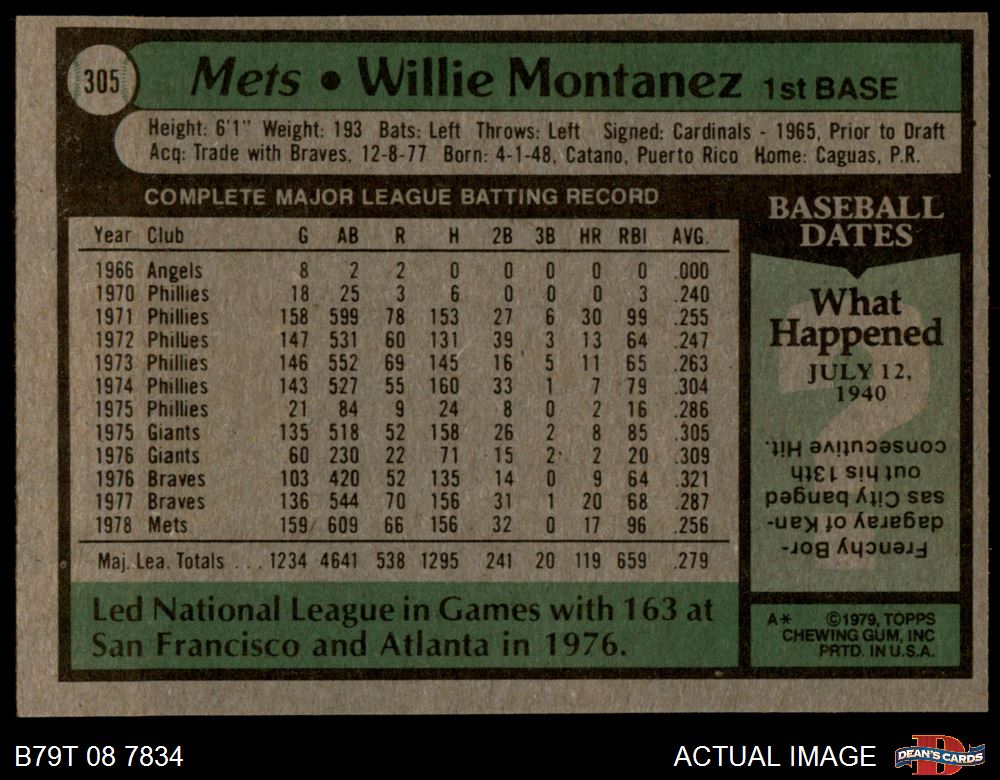 305
Mets • Willie Montanez 1st BASE
Height: 6'1" Weight: 193 Bats: Left Throws: Left Signed: Cardinals - 1965, Prior to Draft
Acq: Trade with Braves, 12-8-77 Born: 4-1-48, Catano, Puerto Rico Home: Caguas, P.R.
COMPLETE MAJOR LEAGUE BATTING RECORD
Year Club G AB R H 2B 3B HR RBI AVG.
1966 Angels 8 2 2 0 0 0 0 0 .000
1970 Phillies 18 25 3 6 0 0 0 3 .240
1971 Phillies 158 599 78 153 27 6 30 99 .255
1972 Phillies 147 531 60 131 39 3 13 64 .247
1973 Phillies 146 552 69 145 16 5 11 65 .263
1974 Phillies 143 527 55 160 33 1 7 79 .304
1975 Phillies 21 84 9 24 8 0 2 16 .286
1975 Giants 135 518 52 158 26 2 8 85 .305
1976 Giants 60 230 22 71 15 2 2 20 .309
1976 Braves 103 420 52 135 14 0 9 64 .321
1977 Braves 136 544 70 156 31 1 20 68 .287
1978 Mets 159 609 66 156 32 0 17 96 .256
Maj. Lea. Totals . . . 1234 4641 538 1295 241 20 119 659 .279
Led National League in Games with 163 at
San Francisco and Atlanta in 1976.
BASEBALL
DATES
What
Happened
JULY 12,
1940
?
Frenchy Bor-
dagaray of Kan-
sas City banged
out his 13th
consecutive Hit.
A* ©1979, TOPPS
CHEWING GUM, INC
PRTD. IN U.S.A.
B79T 08 7834
ACTUAL IMAGE
D
DEAN'S CARDS